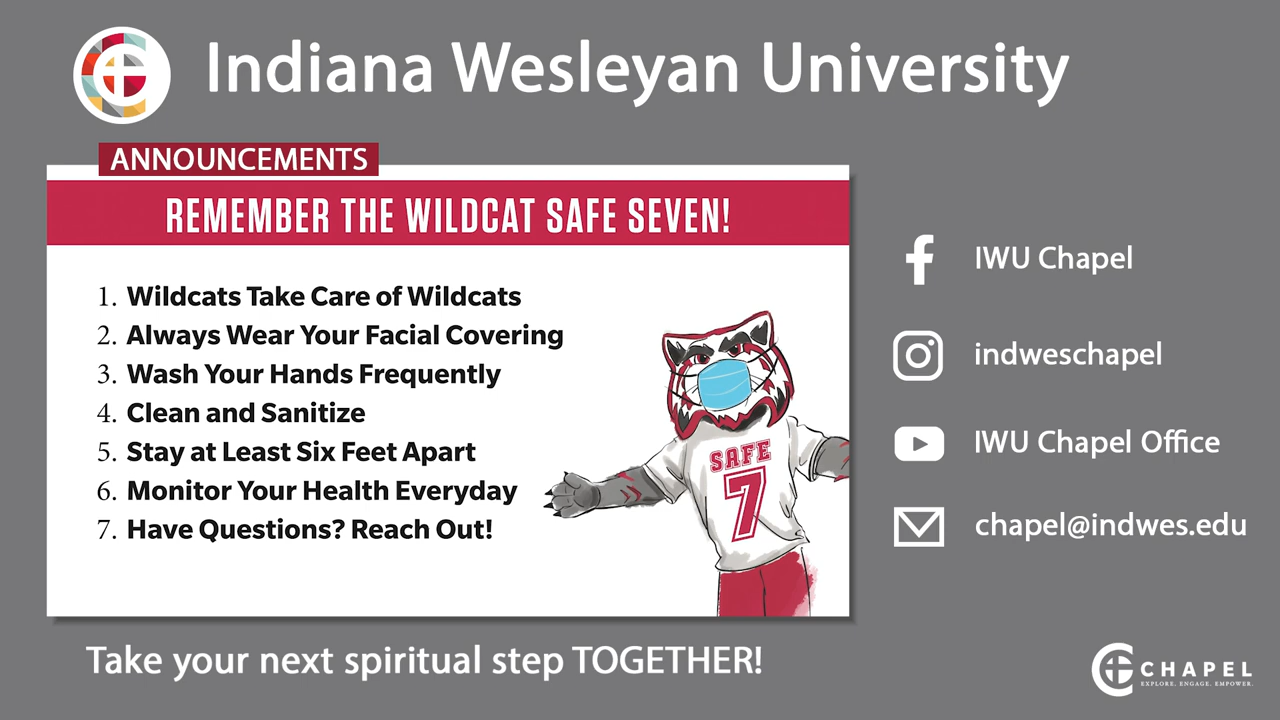 Indiana Wesleyan University
ANNOUNCEMENTS
REMEMBER THE WILDCAT SAFE SEVEN!
1. Wildcats Take Care of Wildcats
2. Always Wear Your Facial Covering
3. Wash Your Hands Frequently
4. Clean and Sanitize
5. Stay at Least Six Feet Apart
6. Monitor Your Health Everyday
7. Have Questions? Reach Out!
SAFE
7
IWU Chapel
indweschapel
IWU Chapel Office
chapel@indwes.edu
Take your next spiritual step TOGETHER!
CHAPEL
EXPLORE. ENGAGE. EMPOWER.